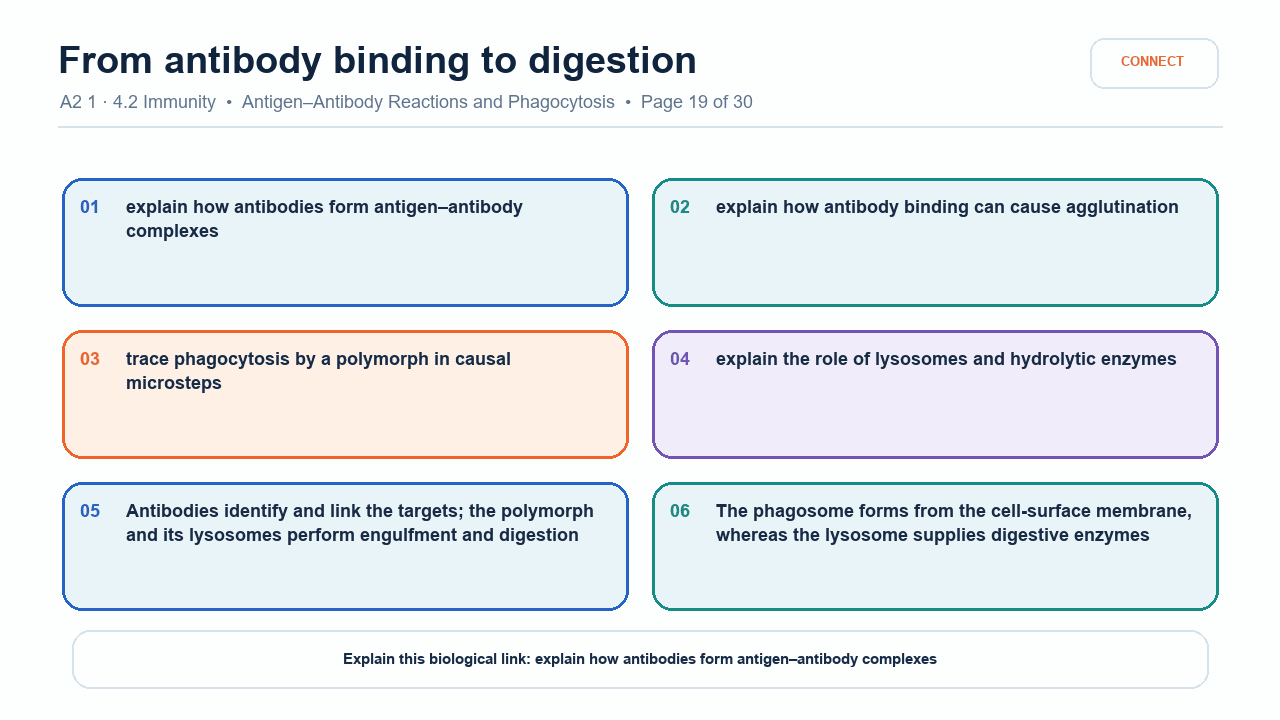 From antibody binding to digestion
CONNECT
A2 1 · 4.2 Immunity • Antigen–Antibody Reactions and Phagocytosis • Page 19 of 30
01 explain how antibodies form antigen–antibody
complexes
02 explain how antibody binding can cause agglutination
03 trace phagocytosis by a polymorph in causal
microsteps
04 explain the role of lysosomes and hydrolytic enzymes
05 Antibodies identify and link the targets; the polymorph
and its lysosomes perform engulfment and digestion
06 The phagosome forms from the cell-surface membrane,
whereas the lysosome supplies digestive enzymes
Explain this biological link: explain how antibodies form antigen–antibody complexes